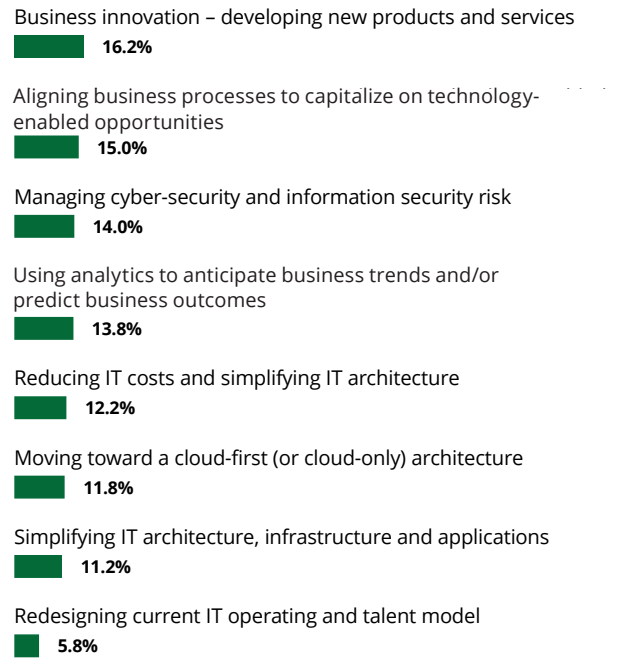 Business innovation – developing new products and services
16.2%
Aligning business processes to capitalize on technology-
enabled opportunities
15.0%
Managing cyber-security and information security risk
14.0%
Using analytics to anticipate business trends and/or
predict business outcomes
13.8%
Reducing IT costs and simplifying IT architecture
12.2%
Moving toward a cloud-first (or cloud-only) architecture
11.8%
Simplifying IT architecture, infrastructure and applications
11.2%
Redesigning current IT operating and talent model
5.8%